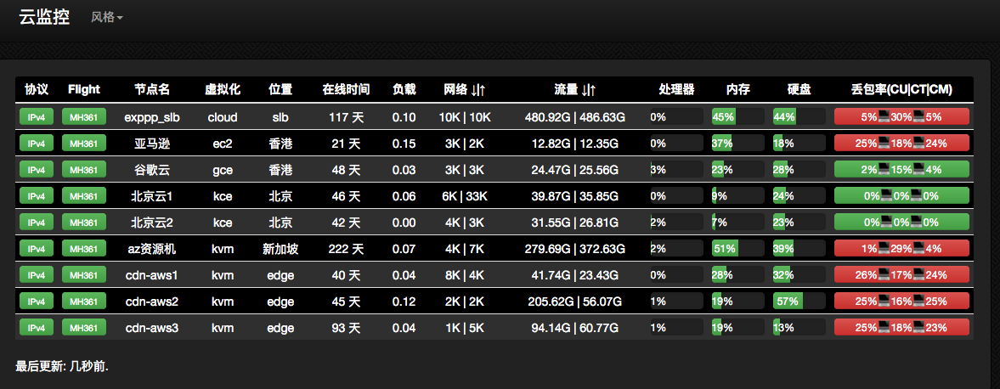 云监控 风格
协议 Flight 节点名 虚拟化 位置 在线时间 负载 网络 ↓|↑ 流量 ↓|↑ 处理器 内存 硬盘 丢包率(CU|CT|CM)
IPv4 MH361 exppp_slb cloud slb 117 天 0.10 10K | 10K 480.92G | 486.63G 0% 45% 44% 5%💻30%💻5%
IPv4 MH361 亚马逊 ec2 香港 21 天 0.15 3K | 2K 12.82G | 12.35G 0% 37% 18% 25%💻18%💻24%
IPv4 MH361 谷歌云 gce 香港 48 天 0.03 3K | 3K 24.47G | 25.56G 3% 23% 28% 2%💻15%💻4%
IPv4 MH361 北京云1 kce 北京 46 天 0.06 6K | 33K 39.87G | 35.85G 0% 9% 24% 0%💻0%💻0%
IPv4 MH361 北京云2 kce 北京 42 天 0.00 4K | 3K 31.55G | 26.81G 2% 7% 23% 0%💻0%💻0%
IPv4 MH361 az资源机 kvm 新加坡 222 天 0.07 4K | 7K 279.69G | 372.63G 2% 51% 39% 1%💻29%💻4%
IPv4 MH361 cdn-aws1 kvm edge 40 天 0.04 8K | 4K 41.74G | 23.43G 0% 28% 32% 26%💻17%💻24%
IPv4 MH361 cdn-aws2 kvm edge 45 天 0.12 2K | 2K 205.62G | 56.07G 1% 19% 57% 25%💻16%💻25%
IPv4 MH361 cdn-aws3 kvm edge 93 天 0.04 1K | 5K 94.14G | 60.77G 1% 19% 13% 25%💻18%💻23%
最后更新: 几秒前.